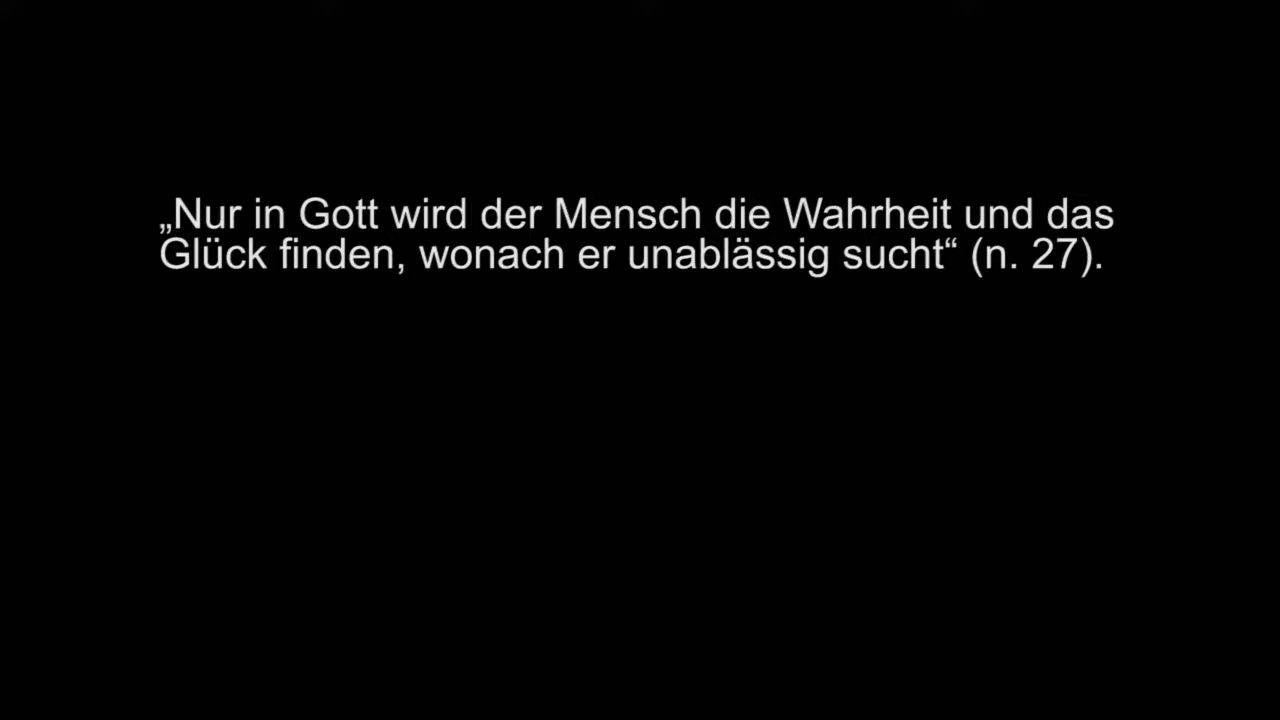 „Nur in Gott wird der Mensch die Wahrheit und das
Glück finden, wonach er unablässig sucht“ (n. 27).